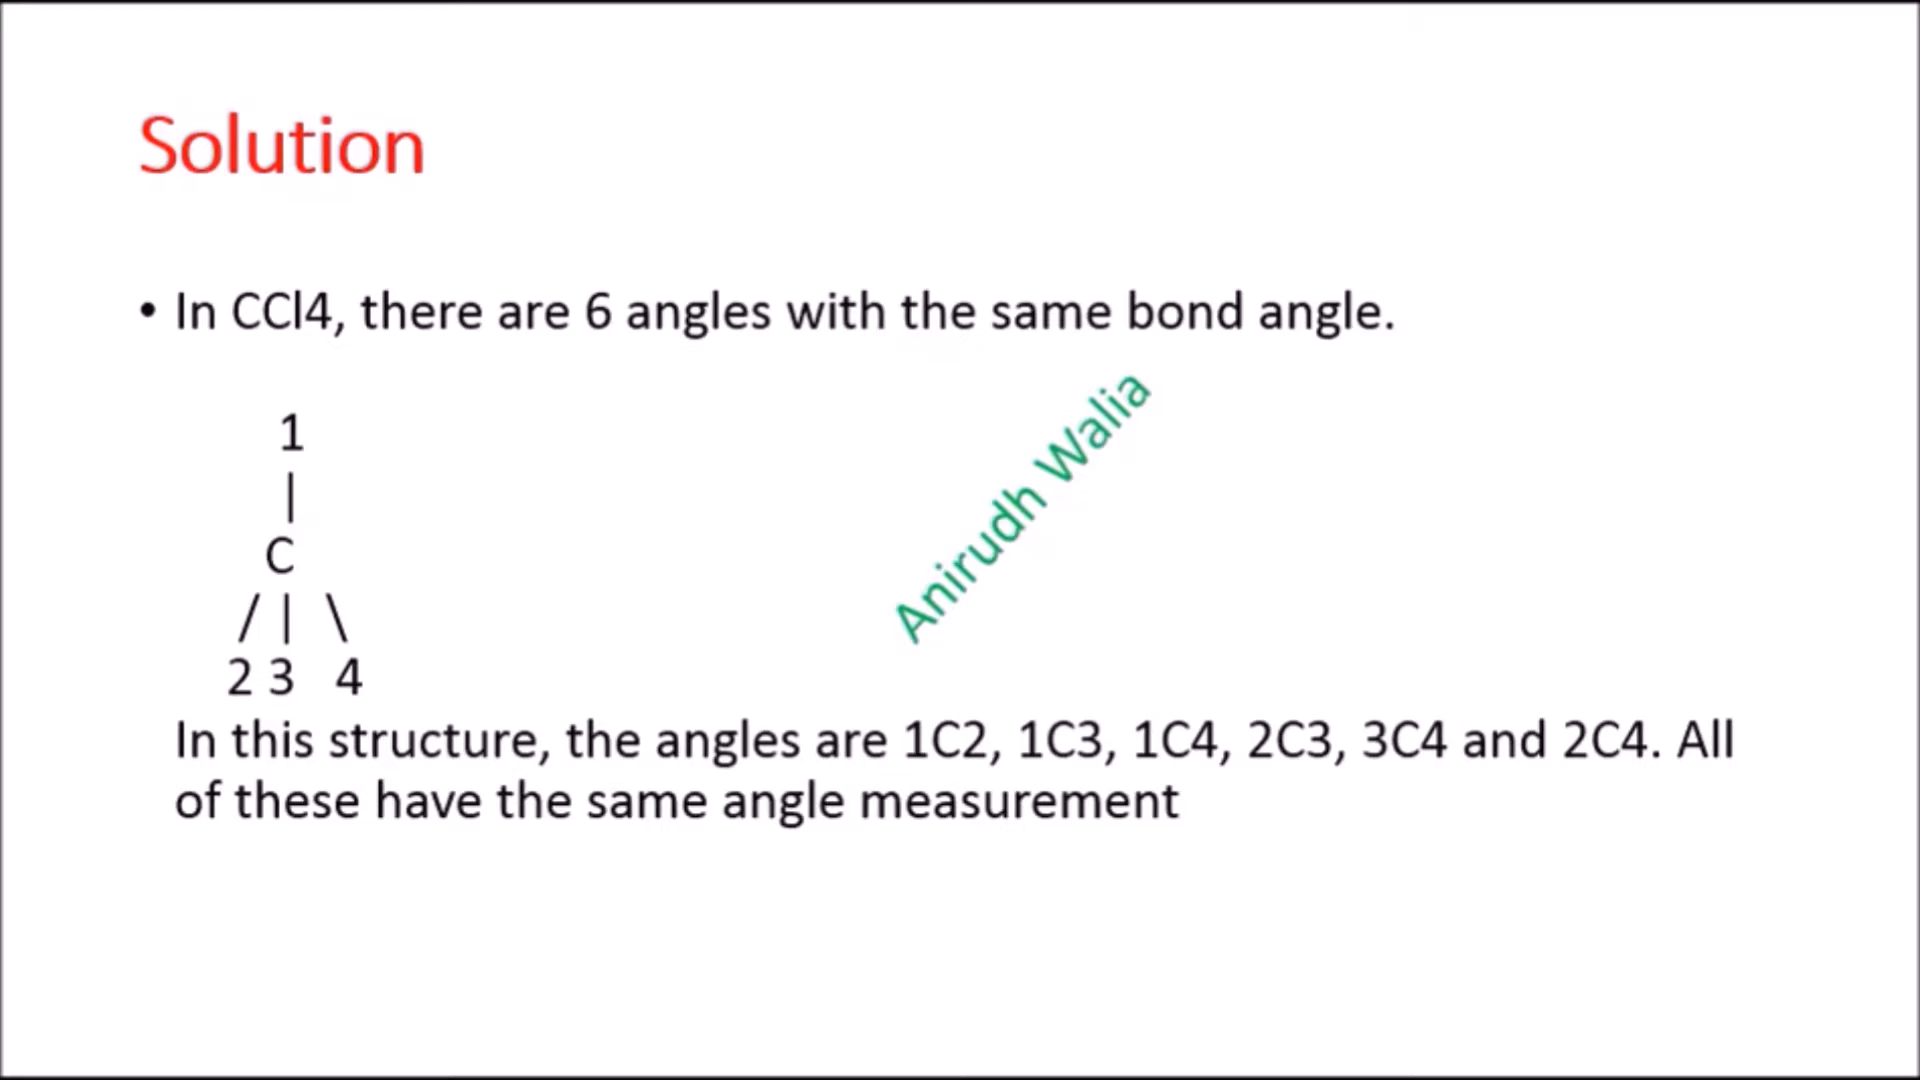 Solution
• In CCl4, there are 6 angles with the same bond angle.
1
|
C
/ | \
2 3 4
Anirudh Walia
In this structure, the angles are 1C2, 1C3, 1C4, 2C3, 3C4 and 2C4. All
of these have the same angle measurement